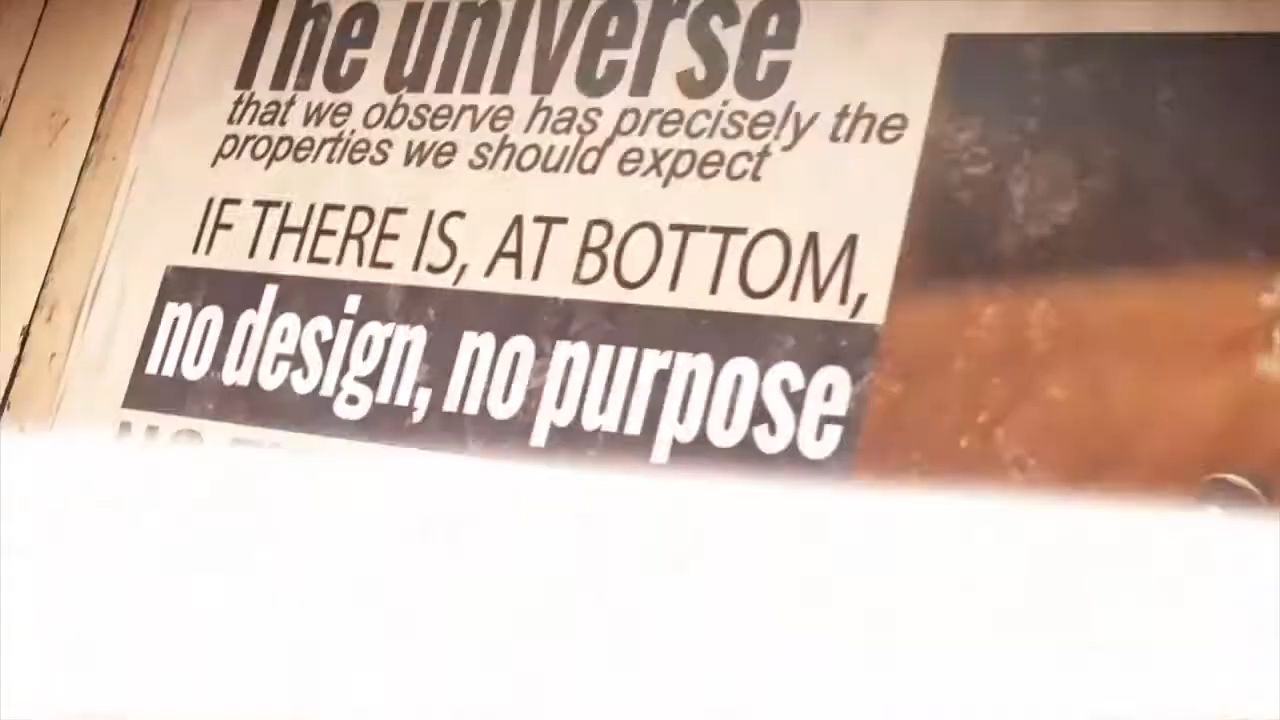 The universe
that we observe has precisely the
properties we should expect
IF THERE IS, AT BOTTOM,
no design, no purpose